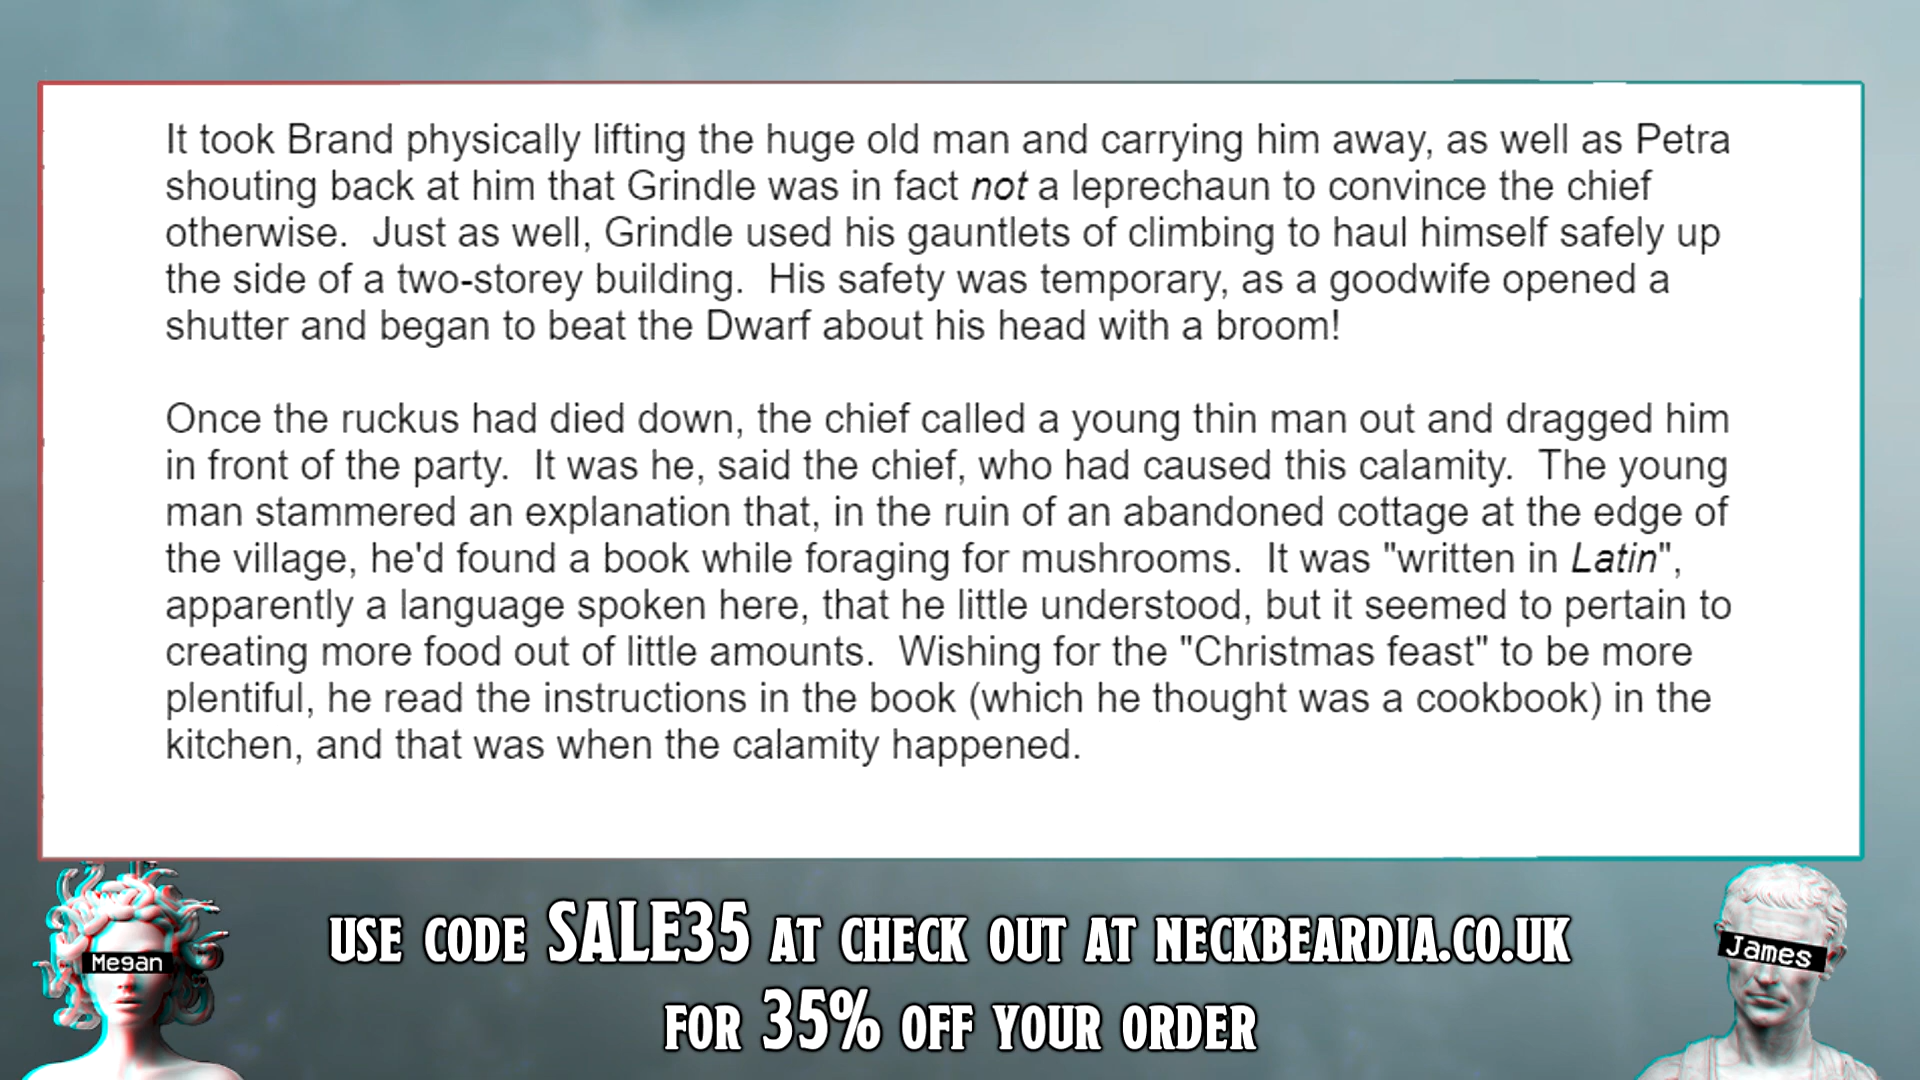 It took Brand physically lifting the huge old man and carrying him away, as well as Petra
shouting back at him that Grindle was in fact not a leprechaun to convince the chief
otherwise.  Just as well, Grindle used his gauntlets of climbing to haul himself safely up
the side of a two-storey building.  His safety was temporary, as a goodwife opened a
shutter and began to beat the Dwarf about his head with a broom!
Once the ruckus had died down, the chief called a young thin man out and dragged him
in front of the party.  It was he, said the chief, who had caused this calamity.  The young
man stammered an explanation that, in the ruin of an abandoned cottage at the edge of
the village, he'd found a book while foraging for mushrooms.  It was "written in Latin",
apparently a language spoken here, that he little understood, but it seemed to pertain to
creating more food out of little amounts.  Wishing for the "Christmas feast" to be more
plentiful, he read the instructions in the book (which he thought was a cookbook) in the
kitchen, and that was when the calamity happened.
Megan
USE CODE SALE35 AT CHECK OUT AT NECKBEARDIA.CO.UK
FOR 35% OFF YOUR ORDER
James